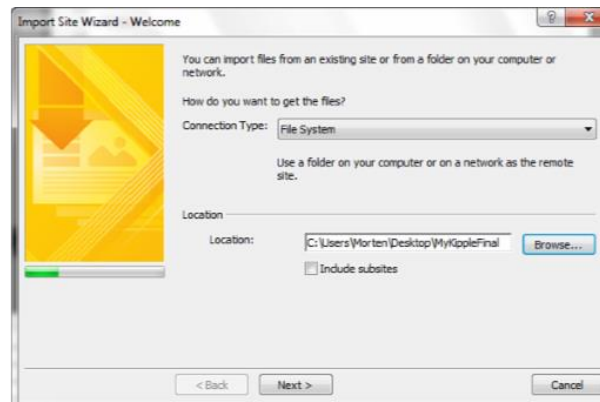 Import Site Wizard - Welcome
You can import files from an existing site or from a folder on your computer or
network.
How do you want to get the files?
Connection Type: File System
Use a folder on your computer or on a network as the remote
site.
Location
Location: C:\Users\Morten\Desktop\MyKippleFinal Browse...
Include subsites
< Back Next > Cancel